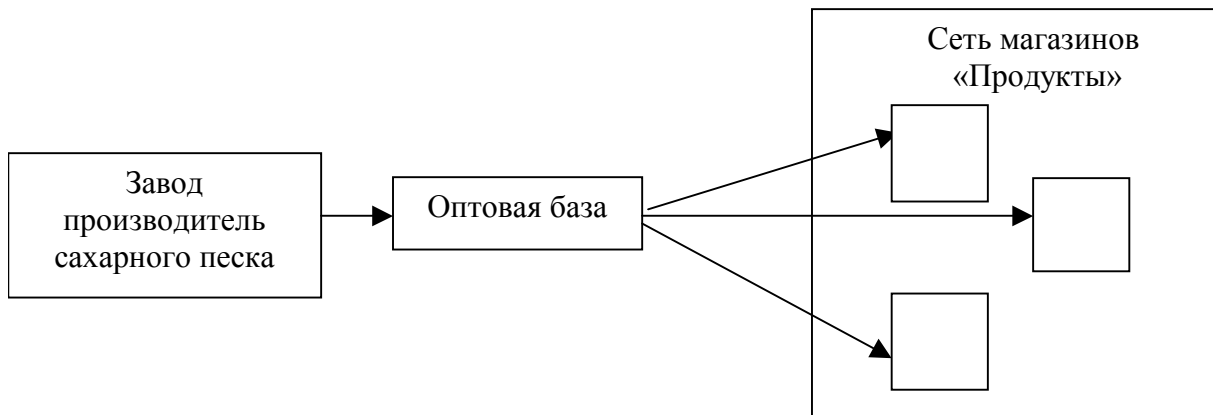 Сеть магазинов
«Продукты»
Завод
производитель
сахарного песка
Оптовая база